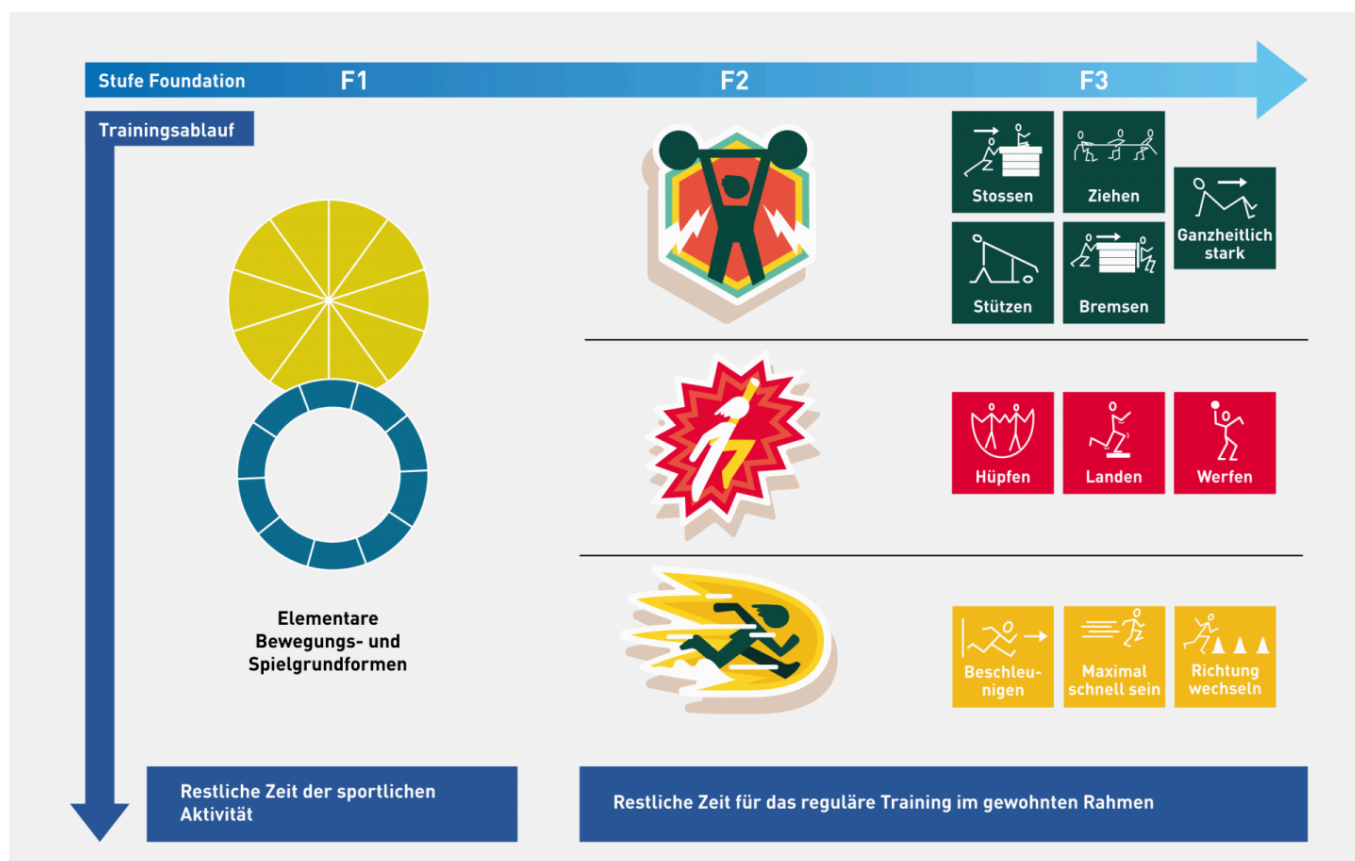 Stufe Foundation
F1
F2
F3
Trainingsablauf
Stossen
Ziehen
Ganzheitlich
stark
Stützen
Bremsen
Hüpfen
Landen
Werfen
Elementare
Bewegungs- und
Spielgrundformen
Beschleu-
nigen
Maximal
schnell sein
Richtung
wechseln
Restliche Zeit der sportlichen
Aktivität
Restliche Zeit für das reguläre Training im gewohnten Rahmen